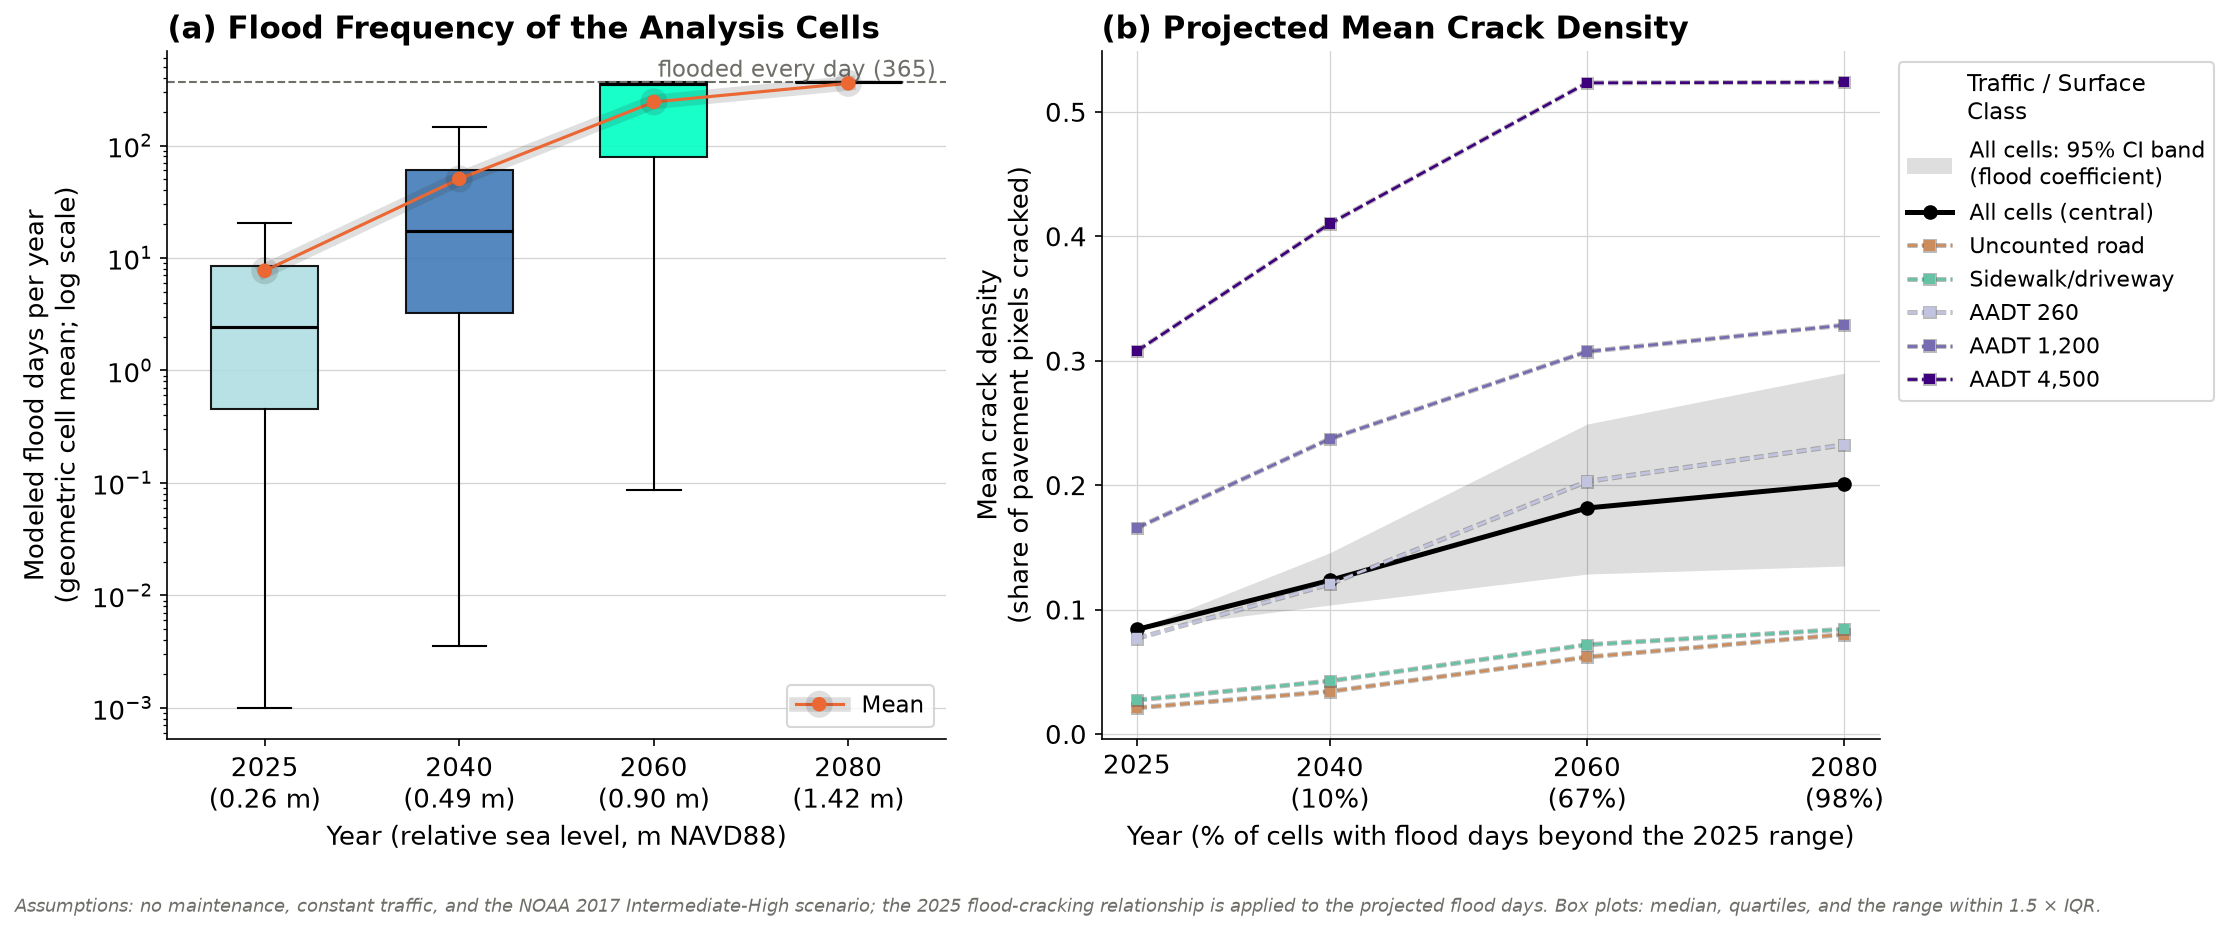 (a) Flood Frequency of the Analysis Cells
flooded every day (365)
10²
10¹
10⁰
10⁻¹
10⁻²
10⁻³
Modeled flood days per year
(geometric cell mean; log scale)
Mean
2025
(0.26 m)
2040
(0.49 m)
2060
(0.90 m)
2080
(1.42 m)
Year (relative sea level, m NAVD88)
(b) Projected Mean Crack Density
0.5
0.4
0.3
0.2
0.1
0.0
Mean crack density
(share of pavement pixels cracked)
2025
2040
(10%)
2060
(67%)
2080
(98%)
Year (% of cells with flood days beyond the 2025 range)
Traffic / Surface
Class
All cells: 95% CI band
(flood coefficient)
All cells (central)
Uncounted road
Sidewalk/driveway
AADT 260
AADT 1,200
AADT 4,500
Assumptions: no maintenance, constant traffic, and the NOAA 2017 Intermediate-High scenario; the 2025 flood-cracking relationship is applied to the projected flood days. Box plots: median, quartiles, and the range within 1.5 × IQR.